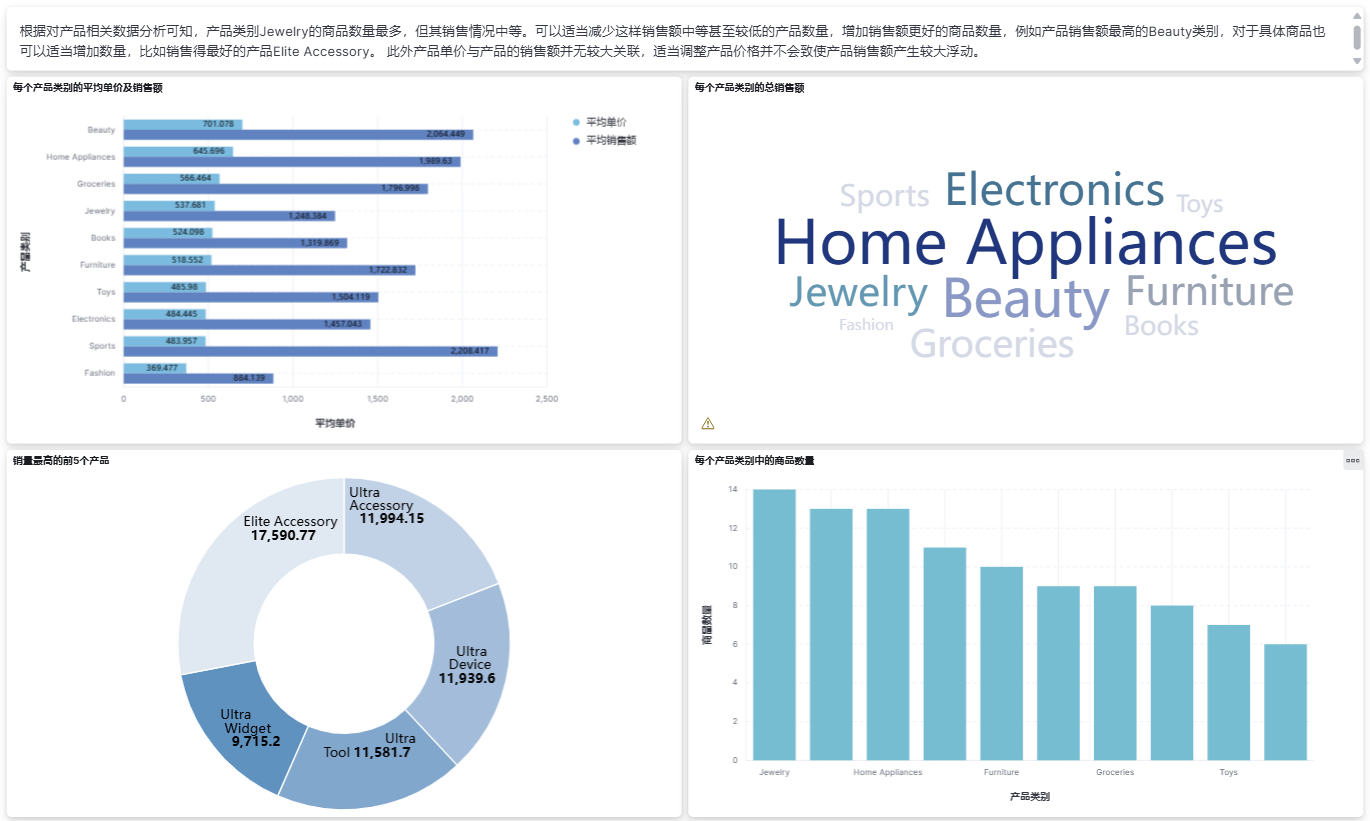 根据对产品相关数据分析可知，产品类别Jewelry的商品数量最多，但其销售情况中等。可以适当减少这样销售额中等甚至较低的产品数量，增加销售额更好的商品数量，例如产品销售额最高的Beauty类别，对于具体商品也
可以适当增加数量，比如销售得最好的产品Elite Accessory。 此外产品单价与产品的销售额并无较大关联，适当调整产品价格并不会致使产品销售额产生较大浮动。
每个产品类别的平均单价及销售额
平均单价
平均销售额
产品类别
Beauty
701.078
2,064.449
Home Appliances
645.696
1,989.63
Groceries
566.464
1,796.998
Jewelry
537.681
1,248.384
Books
524.098
1,319.869
Furniture
518.552
1,722.832
Toys
485.98
1,504.119
Electronics
484.445
1,457.043
Sports
483.957
2,208.417
Fashion
369.477
884.139
0 500 1,000 1,500 2,000 2,500
平均单价
每个产品类别的总销售额
Sports Electronics Toys
Home Appliances
Jewelry Beauty Furniture
Fashion Groceries Books
销量最高的前5个产品
Ultra
Accessory
11,994.15
Elite Accessory
17,590.77
Ultra
Device
11,939.6
Ultra
Widget
9,715.2
Ultra
Tool 11,581.7
每个产品类别中的商品数量
商品数量
14
12
10
8
6
4
2
0
Jewelry Home Appliances Furniture Groceries Toys
产品类别